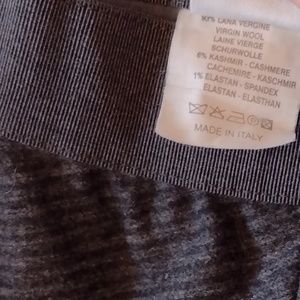 LANA VERGINE
VIRGIN WOOL
LAINE VIERGE
SCHURWOLLE
6% KASHMIR - CASHMERE
CACHEMIRE - KASCHMIR
1% ELASTAN - SPANDEX
ELASTAN - ELASTHAN
MADE IN ITALY